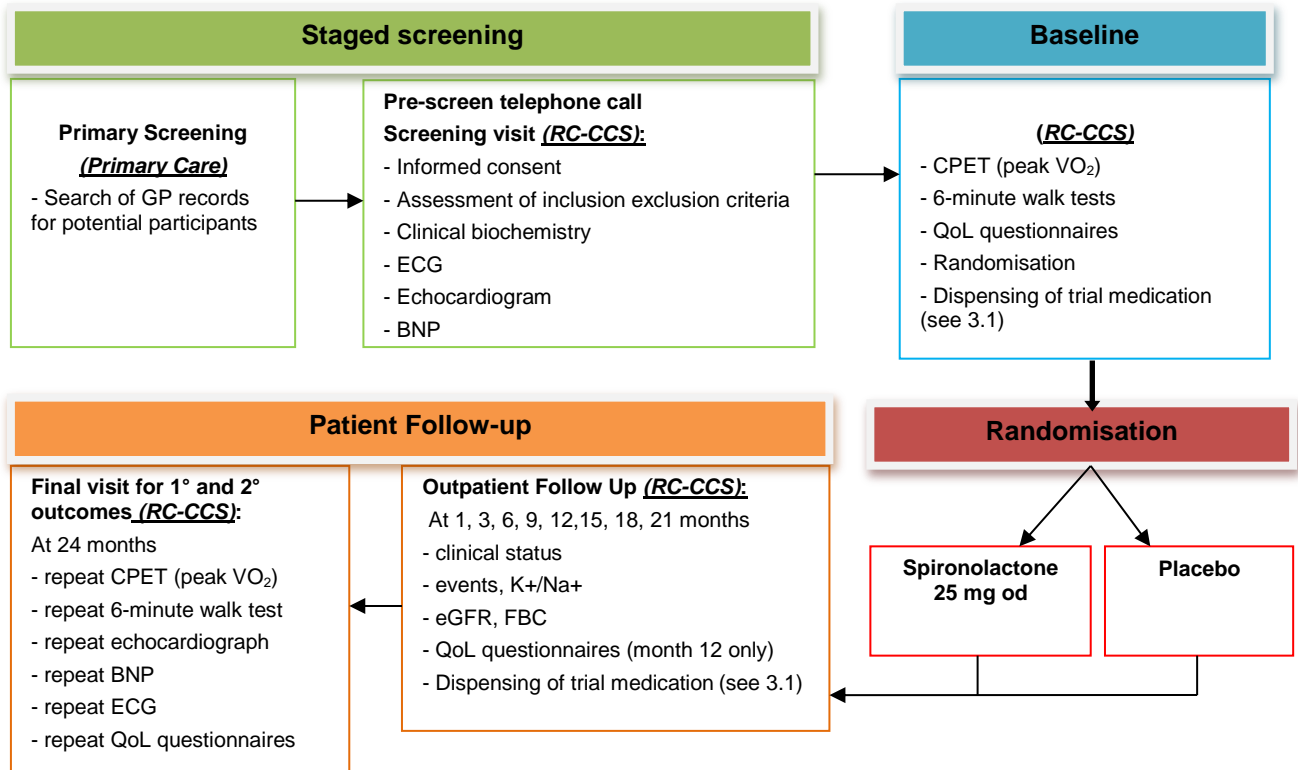 Staged screening
Primary Screening
(Primary Care)
- Search of GP records
for potential participants
Pre-screen telephone call
Screening visit (RC-CCS):
- Informed consent
- Assessment of inclusion exclusion criteria
- Clinical biochemistry
- ECG
- Echocardiogram
- BNP
Baseline
(RC-CCS)
- CPET (peak VO₂)
- 6-minute walk tests
- QoL questionnaires
- Randomisation
- Dispensing of trial medication
(see 3.1)
Randomisation
Spironolactone
25 mg od
Placebo
Patient Follow-up
Outpatient Follow Up (RC-CCS):
At 1, 3, 6, 9, 12,15, 18, 21 months
- clinical status
- events, K+/Na+
- eGFR, FBC
- QoL questionnaires (month 12 only)
- Dispensing of trial medication (see 3.1)
Final visit for 1° and 2°
outcomes (RC-CCS):
At 24 months
- repeat CPET (peak VO₂)
- repeat 6-minute walk test
- repeat echocardiograph
- repeat BNP
- repeat ECG
- repeat QoL questionnaires